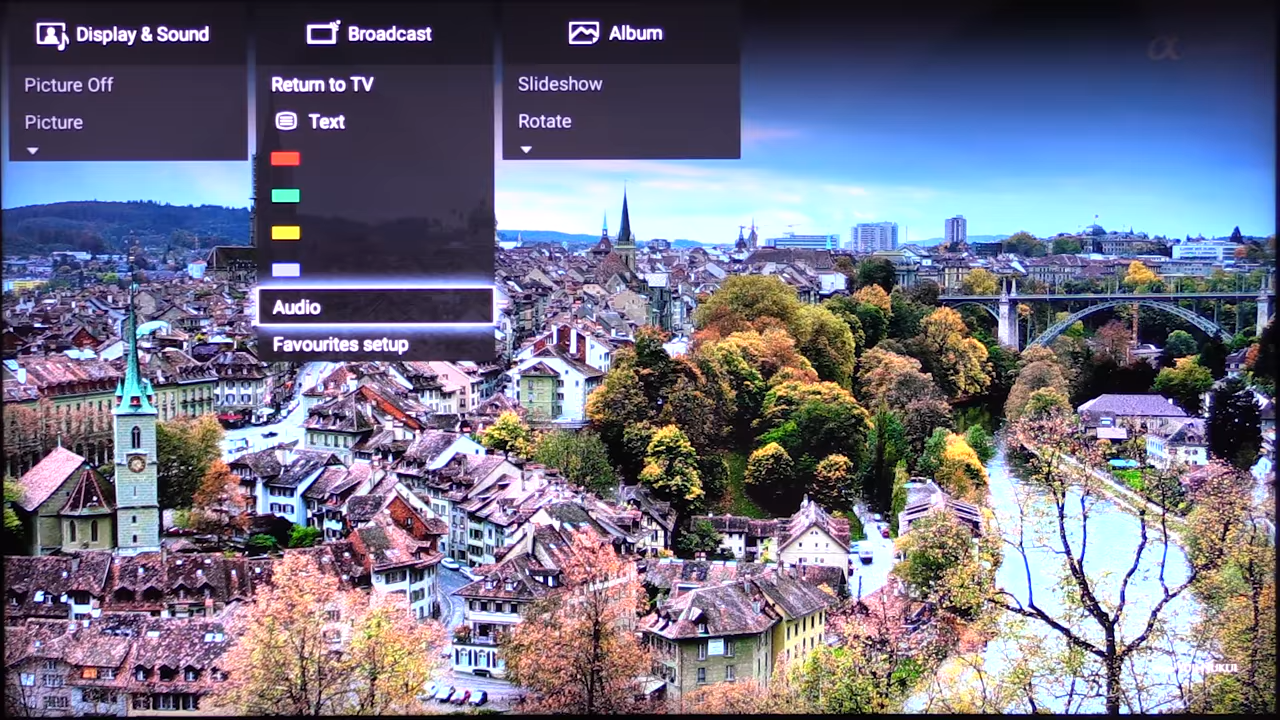 Display & Sound
Picture Off
Picture
Broadcast
Return to TV
Text
Audio
Favourites setup
Album
Slideshow
Rotate
α